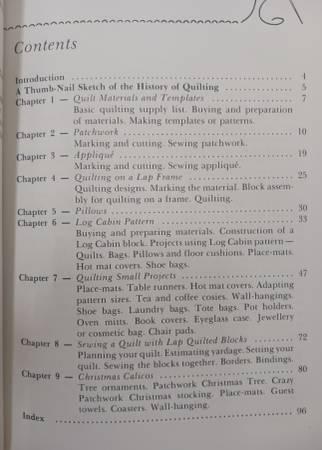 Contents
Introduction .......... 4
A Thumb-Nail Sketch of the History of Quilting .......... 5
Chapter 1 — Quilt Materials and Templates .......... 7
Basic quilting supply list. Buying and preparation
of materials. Making templates or patterns.
Chapter 2 — Patchwork .......... 10
Marking and cutting. Sewing patchwork.
Chapter 3 — Appliqué .......... 19
Marking and cutting. Sewing appliqué.
Chapter 4 — Quilting on a Lap Frame .......... 25
Quilting designs. Marking the material. Block assem-
bly for quilting on a frame. Quilting.
Chapter 5 — Pillows .......... 30
Chapter 6 — Log Cabin Pattern .......... 33
Buying and preparing materials. Construction of a
Log Cabin block. Projects using Log Cabin pattern —
Quilts. Bags. Pillows and floor cushions. Place-mats.
Hot mat covers. Shoe bags.
Chapter 7 — Quilting Small Projects .......... 47
Place-mats. Table runners. Hot mat covers. Adapting
pattern sizes. Tea and coffee cosies. Wall-hangings.
Shoe bags. Laundry bags. Tote bags. Pot holders.
Oven mitts. Book covers. Eyeglass case. Jewellery
or cosmetic bag. Chair pads.
Chapter 8 — Sewing a Quilt with Lap Quilted Blocks .......... 72
Planning your quilt. Estimating yardage. Setting your
quilt. Sewing the blocks together. Borders. Bindings.
Chapter 9 — Christmas Calicos .......... 80
Tree ornaments. Patchwork Christmas Tree. Crazy
Patchwork Christmas stocking. Place-mats. Guest
towels. Coasters. Wall-hanging.
Index .......... 96